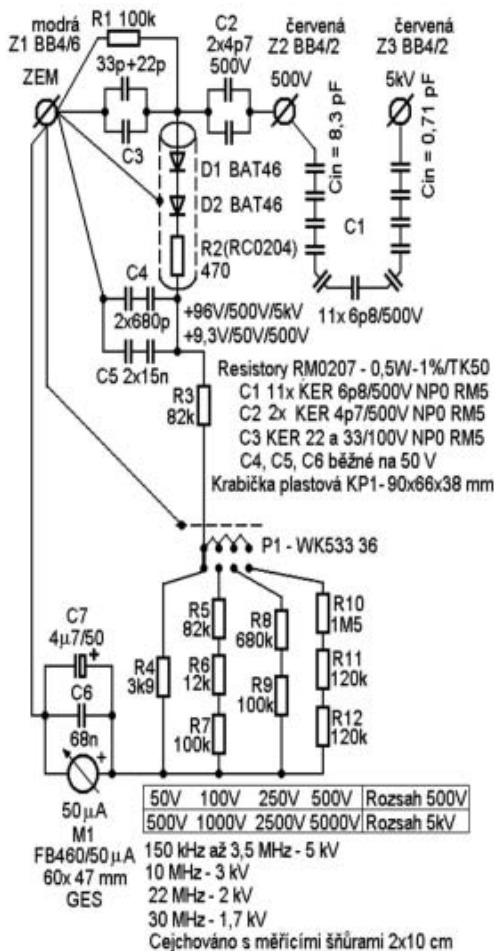 modrá
Z1 BB4/6
ZEM
R1 100k
33p+22p
C3
C2
2x4p7
500V
červená
Z2 BB4/2
500V
Cin = 8,3 pF
červená
Z3 BB4/2
5kV
Cin = 0,71 pF
C1
11x 6p8/500V
D1 BAT46
D2 BAT46
R2(RC0204)
470
C4
2x680p
C5 2x15n
+96V/500V/5kV
+9,3V/50V/500V
R3
82k
Resistory RM0207 - 0,5W-1%/TK50
C1 11x KER 6p8/500V NP0 RM5
C2 2x KER 4p7/500V NP0 RM5
C3 KER 22 a 33/100V NP0 RM5
C4, C5, C6 běžné na 50 V
Krabička plastová KP1- 90x66x38 mm
P1 - WK533 36
R4
3k9
R5
82k
R6
12k
R7
100k
R8
680k
R9
100k
R10
1M5
R11
120k
R12
120k
C7
4µ7/50
+
C6
68n
+
50µA
M1
FB460/50µA
60x 47 mm
GES
50V 100V 250V 500V Rozsah 500V
500V 1000V 2500V 5000V Rozsah 5kV
150 kHz až 3,5 MHz - 5 kV
10 MHz - 3 kV
22 MHz - 2 kV
30 MHz - 1,7 kV
Cejchováno s měřícími šňůrami 2x10 cm